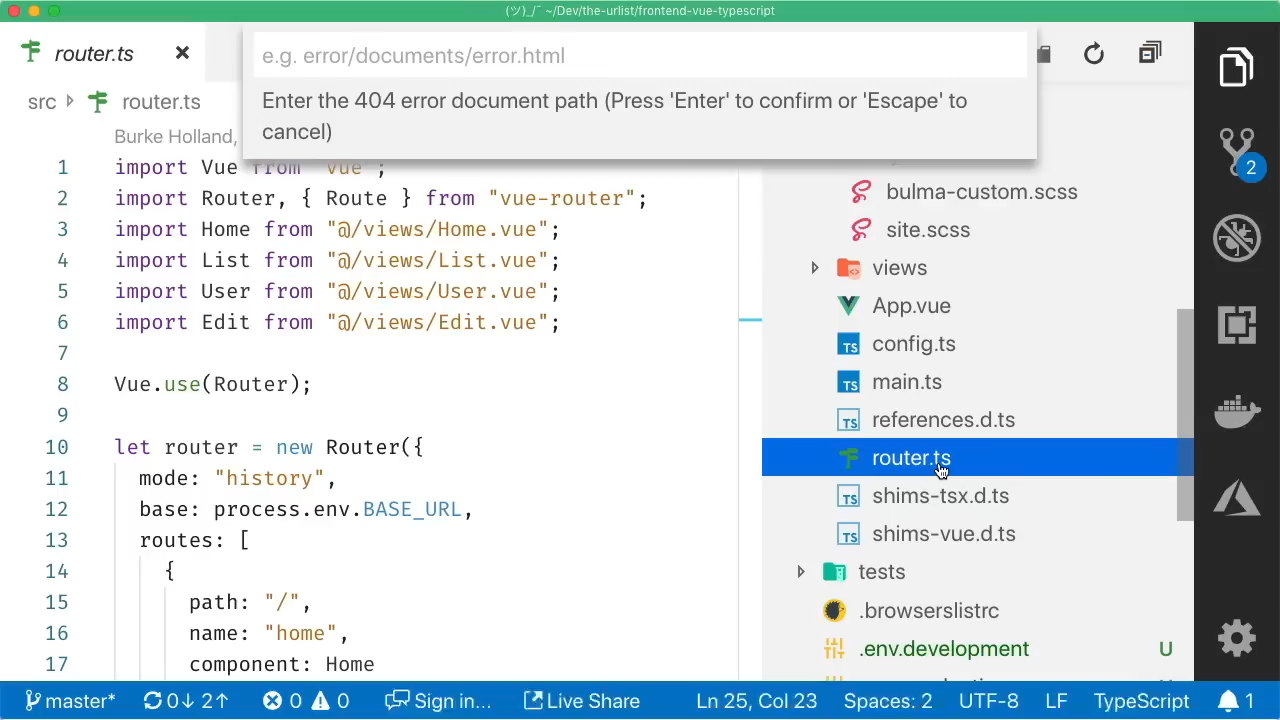 (ツ)_/¯ ~/Dev/the-urlist/frontend-vue-typescript
router.ts
e.g. error/documents/error.html
Enter the 404 error document path (Press 'Enter' to confirm or 'Escape' to
cancel)
src router.ts
Burke Holland,
1 import Vue from "vue";
2 import Router, { Route } from "vue-router";
3 import Home from "@/views/Home.vue";
4 import List from "@/views/List.vue";
5 import User from "@/views/User.vue";
6 import Edit from "@/views/Edit.vue";
7
8 Vue.use(Router);
9
10 let router = new Router({
11 mode: "history",
12 base: process.env.BASE_URL,
13 routes: [
14 {
15 path: "/",
16 name: "home",
17 component: Home
bulma-custom.scss
site.scss
views
App.vue
TS config.ts
TS main.ts
TS references.d.ts
router.ts
TS shims-tsx.d.ts
TS shims-vue.d.ts
tests
.browserslistrc
.env.development U
2
master* 0↓ 2↑ 0 0 Sign in... Live Share Ln 25, Col 23 Spaces: 2 UTF-8 LF TypeScript 1